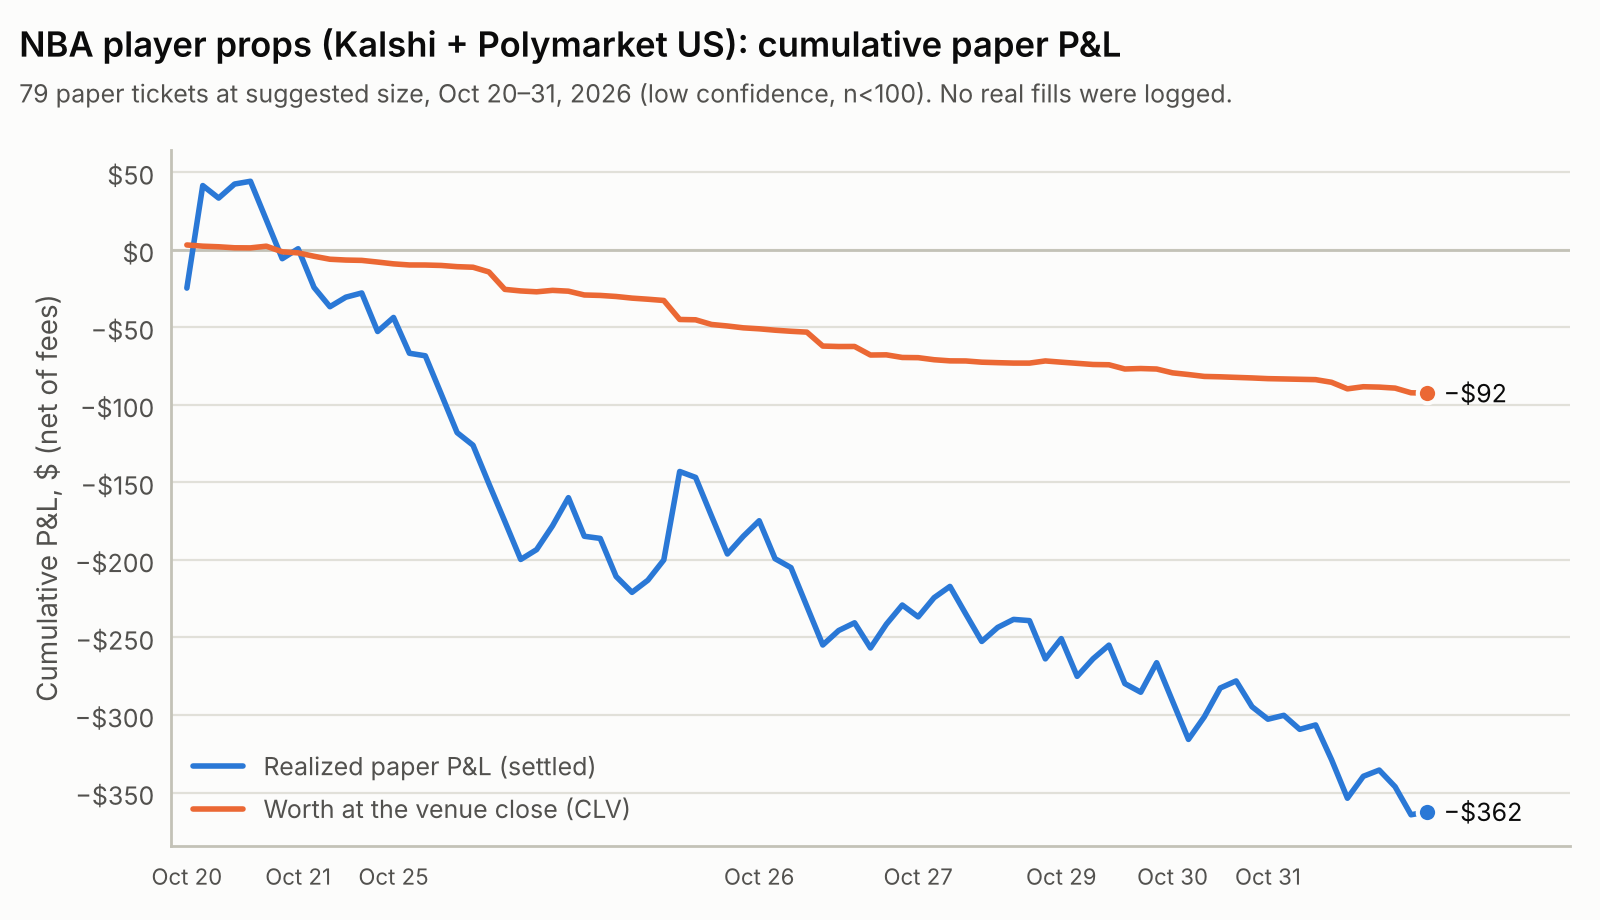 NBA player props (Kalshi + Polymarket US): cumulative paper P&L
79 paper tickets at suggested size, Oct 20–31, 2026 (low confidence, n<100). No real fills were logged.
Cumulative P&L, $ (net of fees)
$50
$0
−$50
−$100
−$150
−$200
−$250
−$300
−$350
−$92
−$362
Realized paper P&L (settled)
Worth at the venue close (CLV)
Oct 20 Oct 21 Oct 25 Oct 26 Oct 27 Oct 29 Oct 30 Oct 31